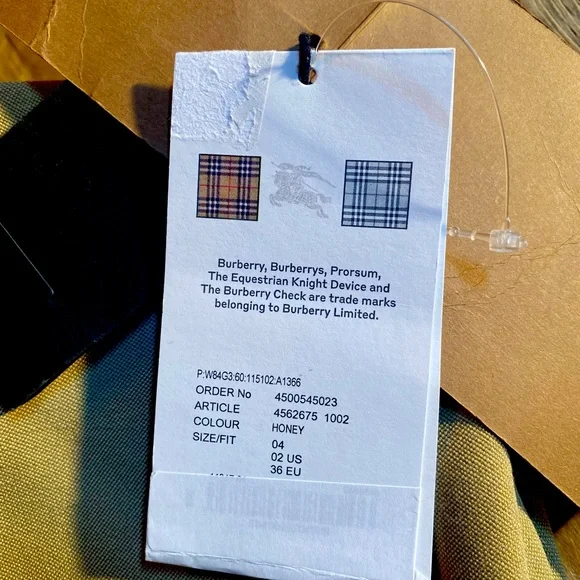 Burberry, Burberrys, Prorsum,
The Equestrian Knight Device and
The Burberry Check are trade marks
belonging to Burberry Limited.
P:W84G3:60:115102:A1366
ORDER No 4500545023
ARTICLE 4562675 1002
COLOUR HONEY
SIZE/FIT 04
02 US
36 EU